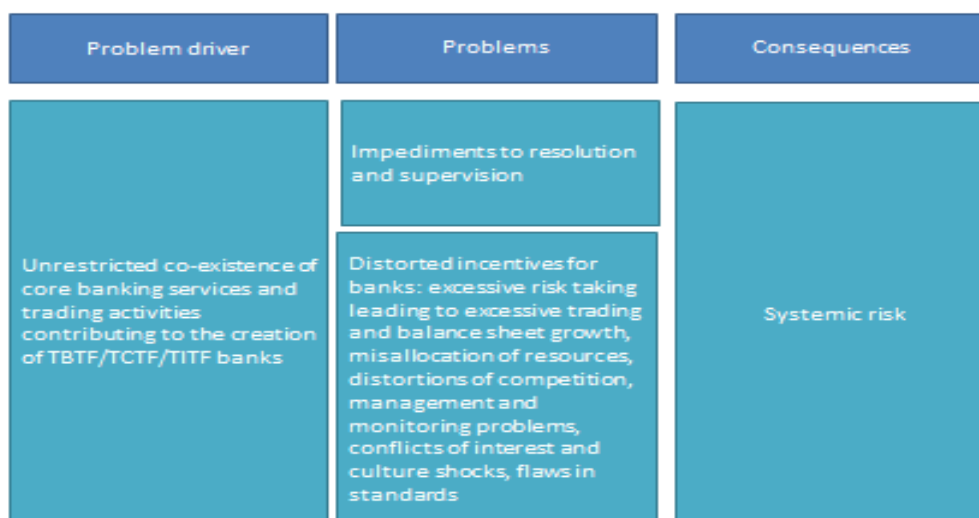 Problem driver
Problems
Consequences
Unrestricted co-existence of
core banking services and
trading activities
contributing to the creation
of TBTF/TCTF/TITF banks
Impediments to resolution
and supervision
Distorted incentives for
banks: excessive risk taking
leading to excessive trading
and balance sheet growth,
misallocation of resources,
distortions of competition,
management and
monitoring problems,
conflicts of interest and
culture shocks, flaws in
standards
Systemic risk